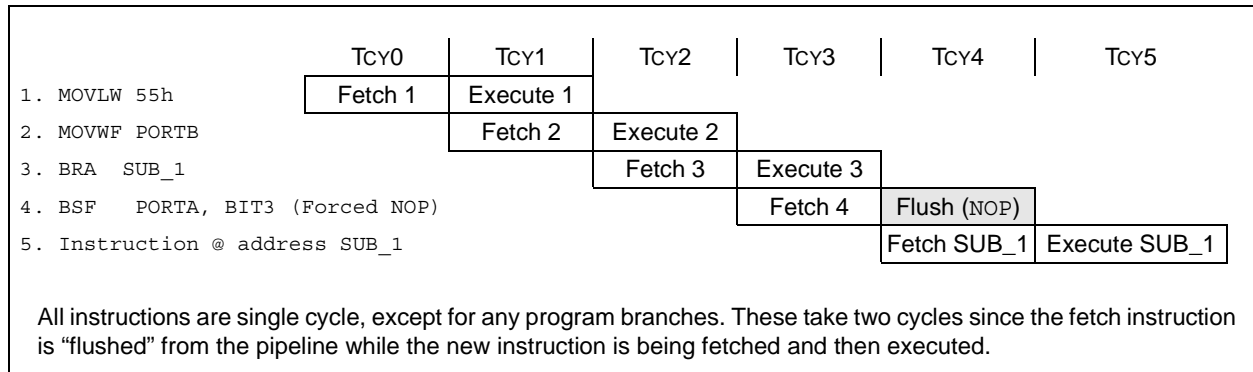 TCY0 TCY1 TCY2 TCY3 TCY4 TCY5
1. MOVLW 55h Fetch 1 Execute 1
2. MOVWF PORTB Fetch 2 Execute 2
3. BRA SUB_1 Fetch 3 Execute 3
4. BSF PORTA, BIT3 (Forced NOP) Fetch 4 Flush (NOP)
5. Instruction @ address SUB_1 Fetch SUB_1 Execute SUB_1
All instructions are single cycle, except for any program branches. These take two cycles since the fetch instruction
is “flushed” from the pipeline while the new instruction is being fetched and then executed.